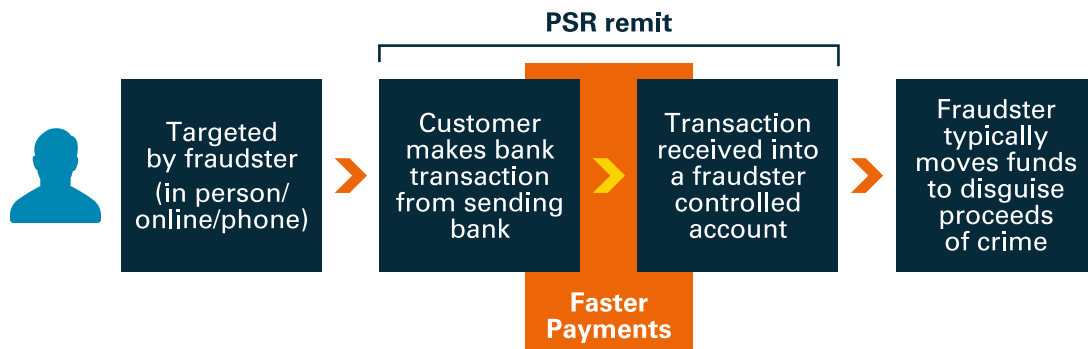 PSR remit
Targeted
by fraudster
(in person/
online/phone)
Customer
makes bank
transaction
from sending
bank
Transaction
received into
a fraudster
controlled
account
Fraudster
typically
moves funds
to disguise
proceeds
of crime
Faster
Payments